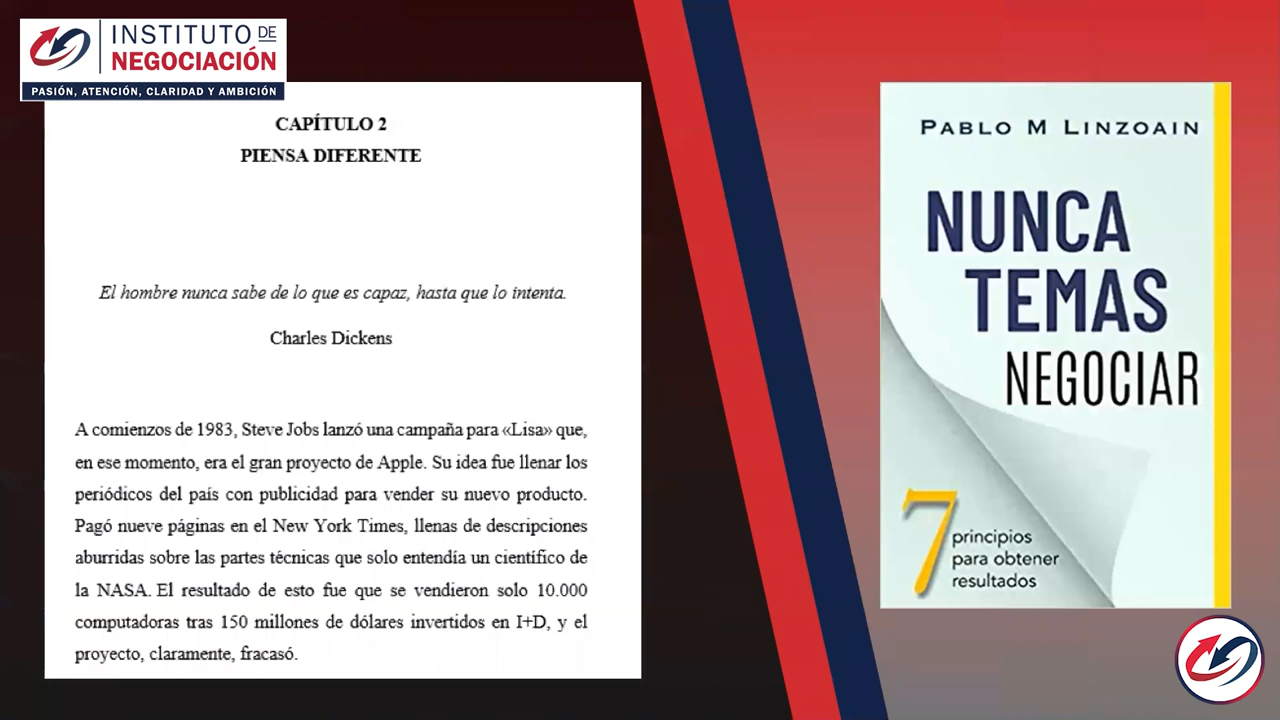 INSTITUTO DE
NEGOCIACIÓN
PASIÓN, ATENCIÓN, CLARIDAD Y AMBICIÓN
CAPÍTULO 2
PIENSA DIFERENTE
El hombre nunca sabe de lo que es capaz, hasta que lo intenta.
Charles Dickens
A comienzos de 1983, Steve Jobs lanzó una campaña para «Lisa» que,
en ese momento, era el gran proyecto de Apple. Su idea fue llenar los
periódicos del país con publicidad para vender su nuevo producto.
Pagó nueve páginas en el New York Times, llenas de descripciones
aburridas sobre las partes técnicas que solo entendía un científico de
la NASA. El resultado de esto fue que se vendieron solo 10.000
computadoras tras 150 millones de dólares invertidos en I+D, y el
proyecto, claramente, fracasó.
PABLO M LINZOAIN
NUNCA
TEMAS
NEGOCIAR
7 principios
para obtener
resultados